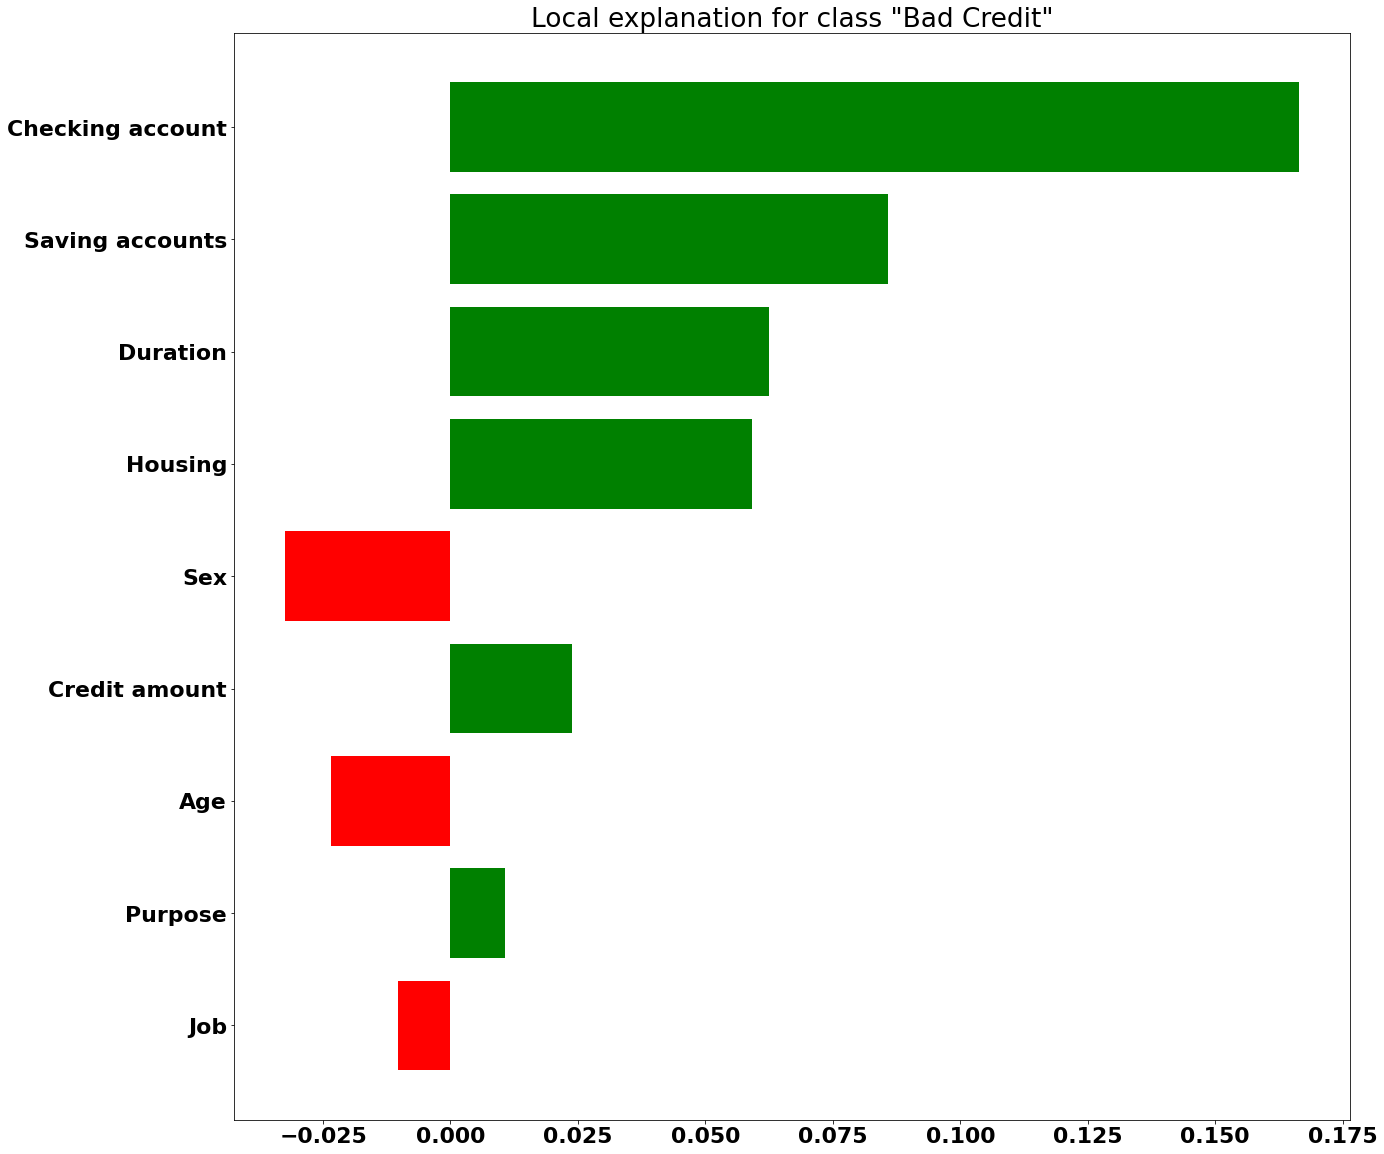 Local explanation for class "Bad Credit"
Checking account
Saving accounts
Duration
Housing
Sex
Credit amount
Age
Purpose
Job
−0.025 0.000 0.025 0.050 0.075 0.100 0.125 0.150 0.175